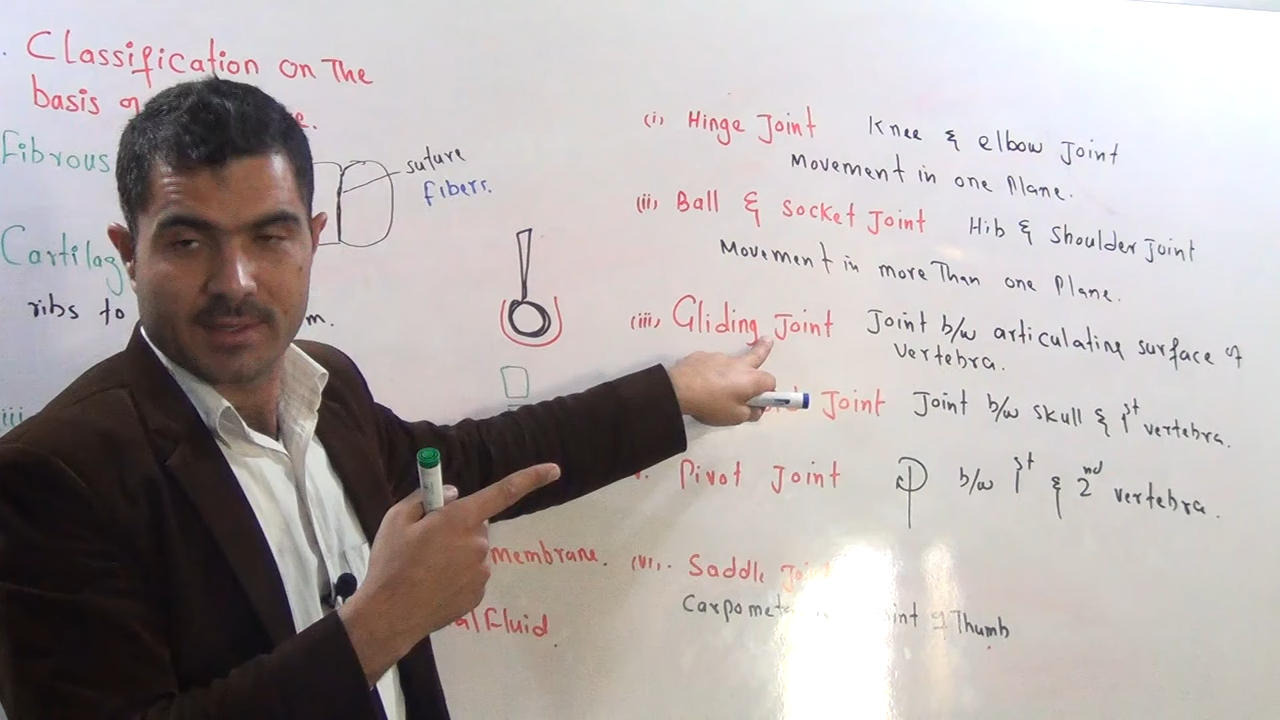 Classification on The
basis
Fibrous
suture
fibers.
Cartilag
ribs to
m.
iii
membrane.
Fluid
(i) Hinge Joint Knee & elbow Joint
Movement in one Plane.
(ii) Ball & socket Joint Hib & shoulder Joint
Movement in more Than one Plane.
(iii) Gliding Joint Joint b/w articulating surface of
vertebra.
Joint Joint b/w skull & 1st vertebra.
v. Pivot Joint b/w 1st & 2nd vertebra.
(vi). Saddle Joint
Carpomet int of Thumb